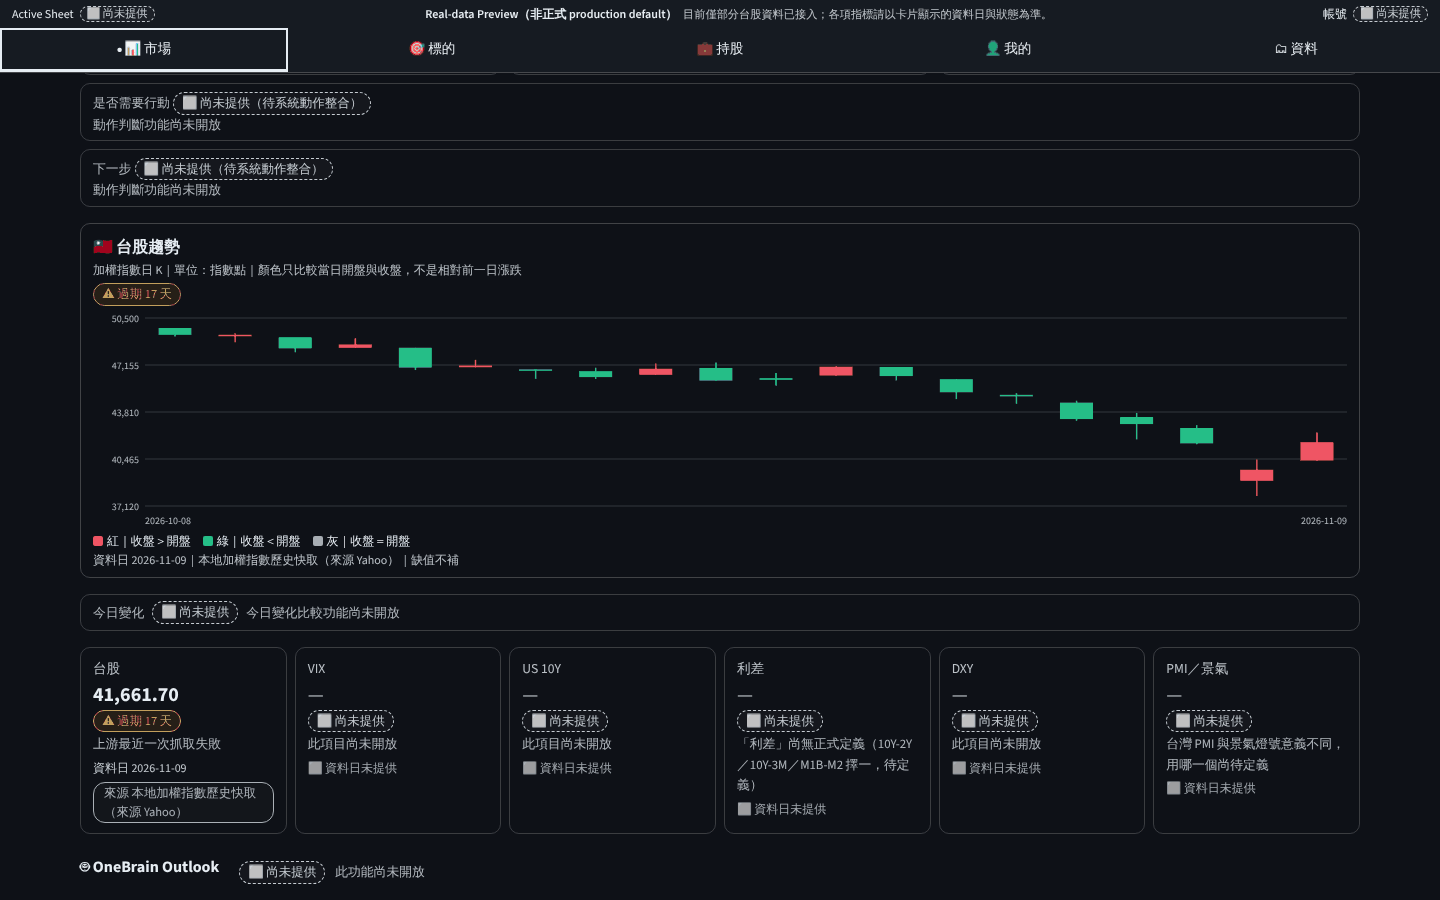 Active Sheet ⬜ 尚未提供
Real-data Preview（非正式 production default） 目前僅部分台股資料已接入；各項指標請以卡片顯示的資料日與狀態為準。
帳號 ⬜ 尚未提供
• 📊 市場
🎯 標的
💼 持股
👤 我的
🗂 資料
是否需要行動 ⬜ 尚未提供（待系統動作整合）
動作判斷功能尚未開放
下一步 ⬜ 尚未提供（待系統動作整合）
動作判斷功能尚未開放
🇹🇼 台股趨勢
加權指數日 K｜單位：指數點｜顏色只比較當日開盤與收盤，不是相對前一日漲跌
⚠ 過期 17 天
50,500
47,155
43,810
40,465
37,120
2026-10-08
2026-11-09
紅｜收盤＞開盤 綠｜收盤＜開盤 灰｜收盤＝開盤
資料日 2026-11-09｜本地加權指數歷史快取（來源 Yahoo）｜缺值不補
今日變化 ⬜ 尚未提供 今日變化比較功能尚未開放
台股
41,661.70
⚠ 過期 17 天
上游最近一次抓取失敗
資料日 2026-11-09
來源 本地加權指數歷史快取
（來源 Yahoo）
VIX
—
⬜ 尚未提供
此項目尚未開放
⬜ 資料日未提供
US 10Y
—
⬜ 尚未提供
此項目尚未開放
⬜ 資料日未提供
利差
—
⬜ 尚未提供
「利差」尚無正式定義（10Y-2Y
／10Y-3M／M1B-M2 擇一，待定
義）
⬜ 資料日未提供
DXY
—
⬜ 尚未提供
此項目尚未開放
⬜ 資料日未提供
PMI／景氣
—
⬜ 尚未提供
台灣 PMI 與景氣燈號意義不同，
用哪一個尚待定義
⬜ 資料日未提供
OneBrain Outlook ⬜ 尚未提供 此功能尚未開放